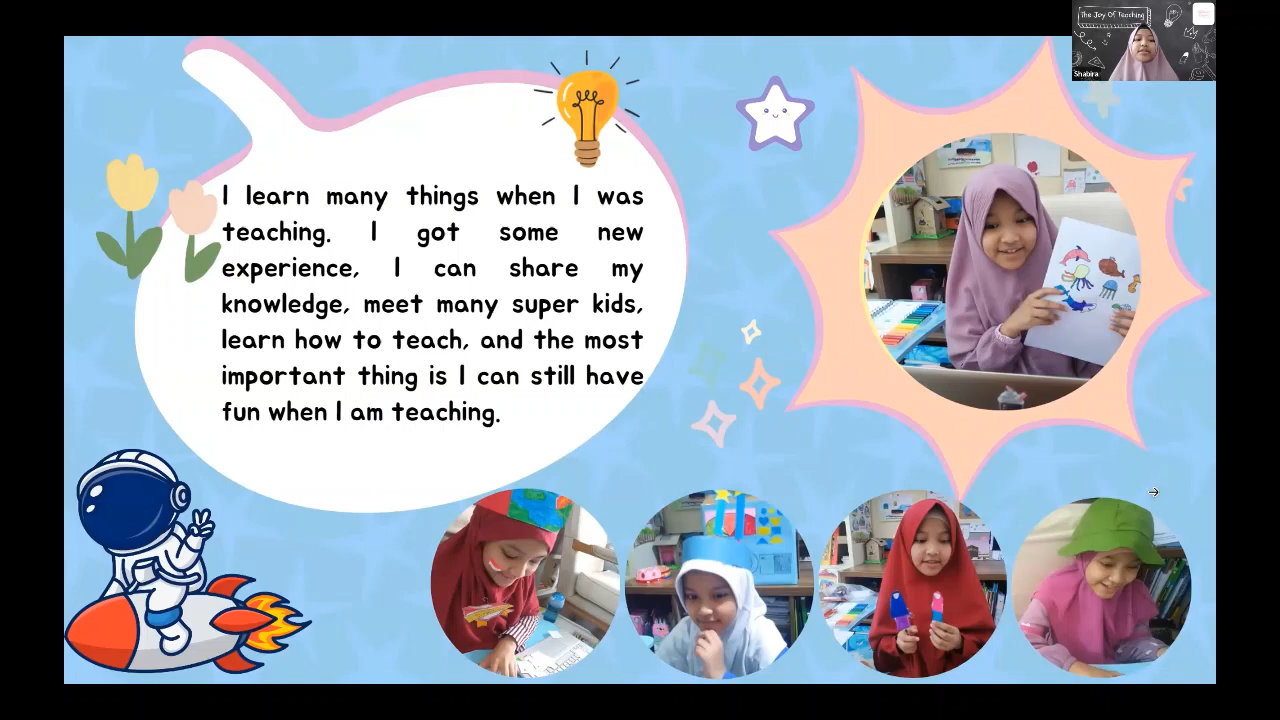 The Joy Of Teaching
Shabira
I learn many things when I was
teaching. I got some new
experience, I can share my
knowledge, meet many super kids,
learn how to teach, and the most
important thing is I can still have
fun when I am teaching.